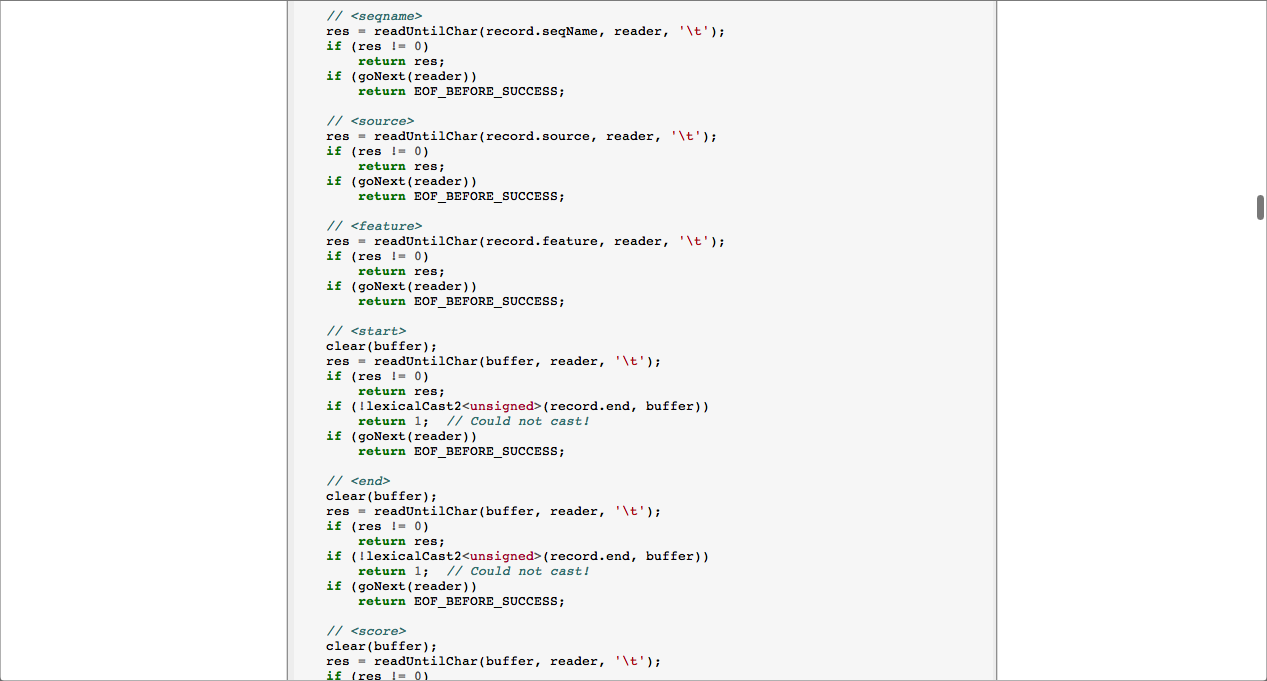 // <seqname>
res = readUntilChar(record.seqName, reader, '\t');
if (res != 0)
    return res;
if (goNext(reader))
    return EOF_BEFORE_SUCCESS;

// <source>
res = readUntilChar(record.source, reader, '\t');
if (res != 0)
    return res;
if (goNext(reader))
    return EOF_BEFORE_SUCCESS;

// <feature>
res = readUntilChar(record.feature, reader, '\t');
if (res != 0)
    return res;
if (goNext(reader))
    return EOF_BEFORE_SUCCESS;

// <start>
clear(buffer);
res = readUntilChar(buffer, reader, '\t');
if (res != 0)
    return res;
if (!lexicalCast2<unsigned>(record.end, buffer))
    return 1;  // Could not cast!
if (goNext(reader))
    return EOF_BEFORE_SUCCESS;

// <end>
clear(buffer);
res = readUntilChar(buffer, reader, '\t');
if (res != 0)
    return res;
if (!lexicalCast2<unsigned>(record.end, buffer))
    return 1;  // Could not cast!
if (goNext(reader))
    return EOF_BEFORE_SUCCESS;

// <score>
clear(buffer);
res = readUntilChar(buffer, reader, '\t');
if (res != 0)